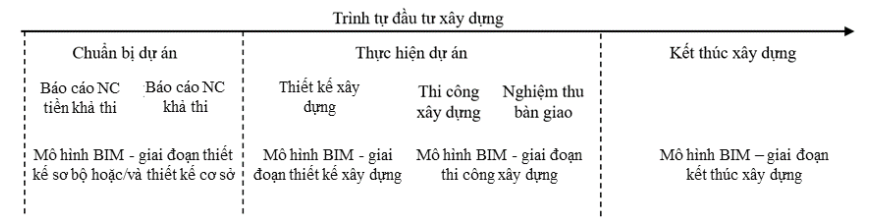 Trình tự đầu tư xây dựng
Chuẩn bị dự án
Thực hiện dự án
Kết thúc xây dựng
Báo cáo NC
tiền khả thi
Báo cáo NC
khả thi
Thiết kế xây
dựng
Thi công
xây dựng
Nghiệm thu
bàn giao
Mô hình BIM - giai đoạn thiết
kế sơ bộ hoặc/và thiết kế cơ sở
Mô hình BIM - giai
đoạn thiết kế xây dựng
Mô hình BIM - giai đoạn
thi công xây dựng
Mô hình BIM – giai đoạn
kết thúc xây dựng